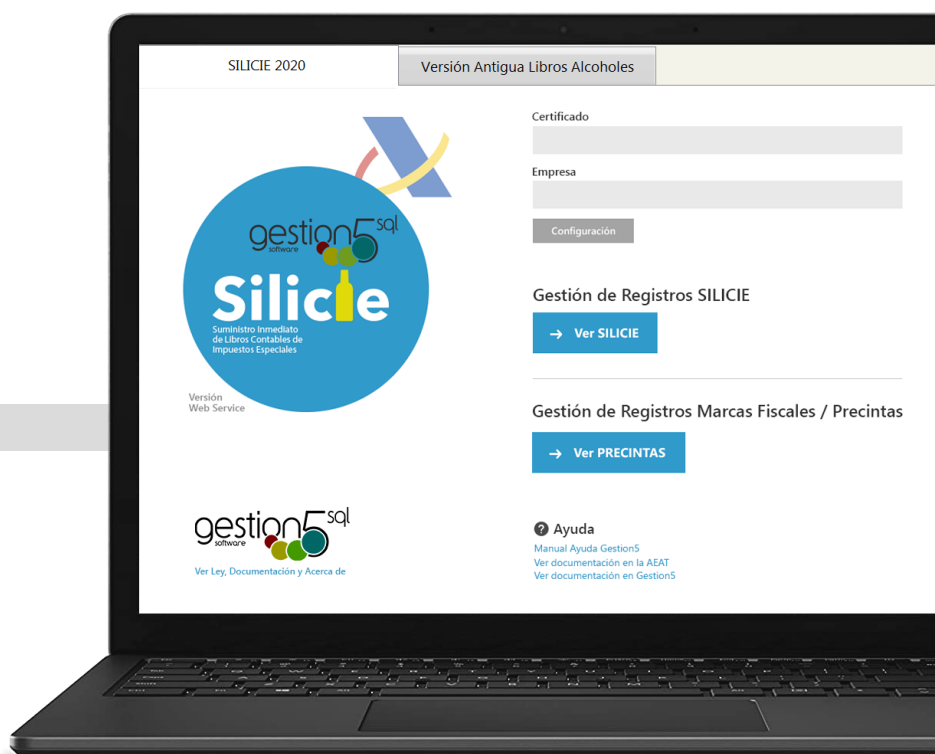 SILICIE 2020
Versión Antigua Libros Alcoholes
gestion5 sql
software
Silicie
Suministro Inmediato
de Libros Contables de
Impuestos Especiales
Versión
Web Service
gestion5 sql
software
Ver Ley, Documentación y Acerca de
Certificado
Empresa
Configuración
Gestión de Registros SILICIE
→ Ver SILICIE
Gestión de Registros Marcas Fiscales / Precintas
→ Ver PRECINTAS
? Ayuda
Manual Ayuda Gestion5
Ver documentación en la AEAT
Ver documentación en Gestion5